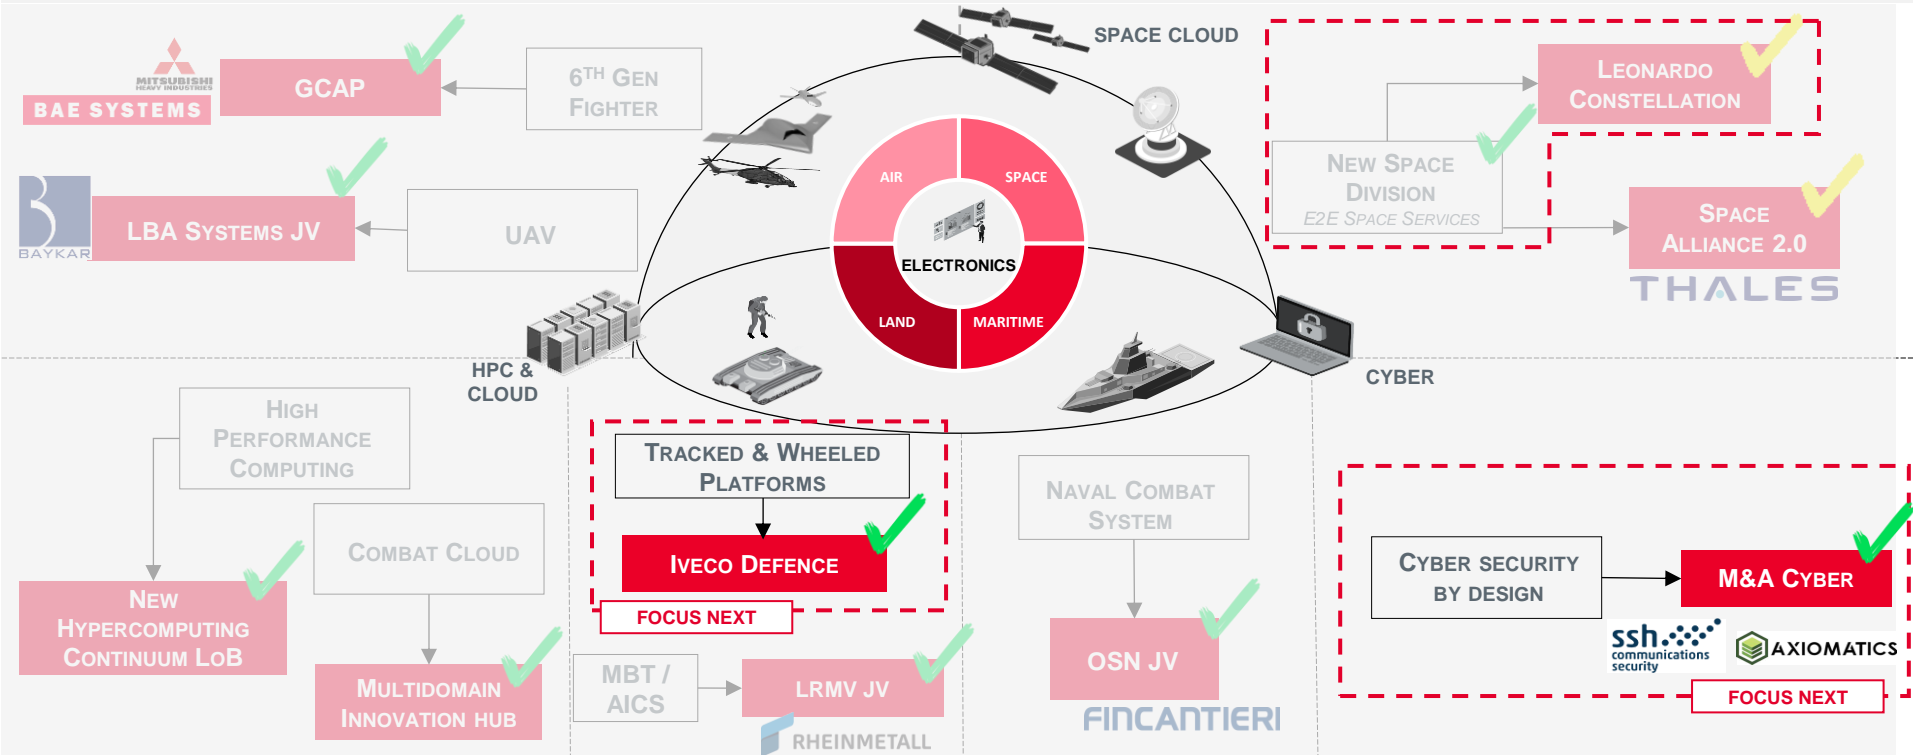 SPACE CLOUD
MITSUBISHI
HEAVY INDUSTRIES
BAE SYSTEMS
GCAP
6TH GEN
FIGHTER
LEONARDO
CONSTELLATION
AIR
SPACE
NEW SPACE
DIVISION
E2E SPACE SERVICES
BAYKAR
LBA SYSTEMS JV
UAV
SPACE
ALLIANCE 2.0
THALES
ELECTRONICS
LAND
MARITIME
HPC &
CLOUD
CYBER
HIGH
PERFORMANCE
COMPUTING
COMBAT CLOUD
NEW
HYPERCOMPUTING
CONTINUUM LOB
MULTIDOMAIN
INNOVATION HUB
TRACKED & WHEELED
PLATFORMS
IVECO DEFENCE
FOCUS NEXT
MBT /
AICS
LRMV JV
RHEINMETALL
NAVAL COMBAT
SYSTEM
OSN JV
FINCANTIERI
CYBER SECURITY
BY DESIGN
M&A CYBER
ssh
communications
security
AXIOMATICS
FOCUS NEXT